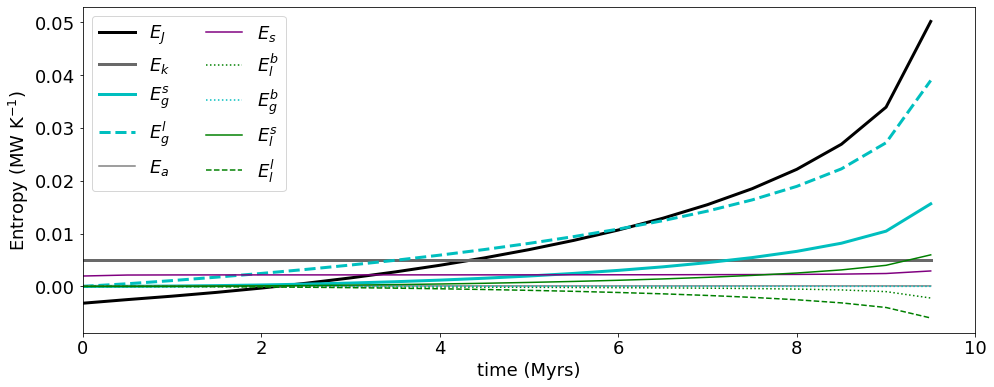 Entropy (MW K⁻¹)
0.05
0.04
0.03
0.02
0.01
0.00
E_J
E_k
E_g^s
E_g^l
E_a
E_s
E_l^b
E_g^b
E_l^s
E_l^l
0 2 4 6 8 10
time (Myrs)